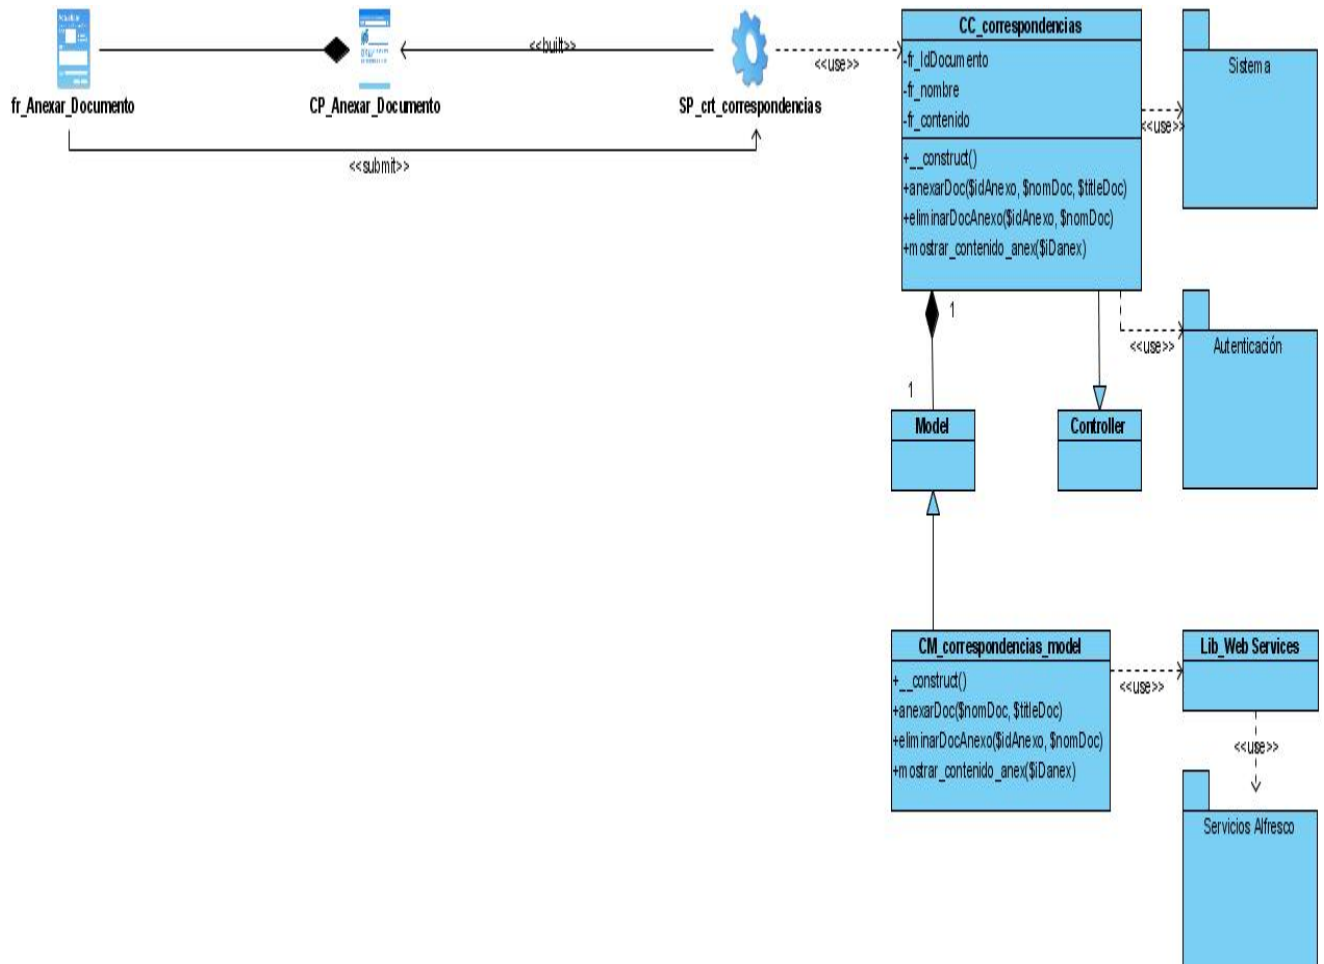 fr_Anexar_Documento
CP_Anexar_Documento
SP_crt_correspondencias
<<built>>
<<submit>>
<<use>>
CC_correspondencias
-fr_IdDocumento
-fr_nombre
-fr_contenido
+__construct()
+anexarDoc($idAnexo, $nomDoc, $titleDoc)
+eliminarDocAnexo($idAnexo, $nomDoc)
+mostrar_contenido_anex($iDanex)
<<use>>
Sistema
<<use>>
Autenticación
1
1
Model
Controller
CM_correspondencias_model
+__construct()
+anexarDoc($nomDoc, $titleDoc)
+eliminarDocAnexo($idAnexo, $nomDoc)
+mostrar_contenido_anex($iDanex)
<<use>>
Lib_Web Services
<<use>>
Servicios Alfresco